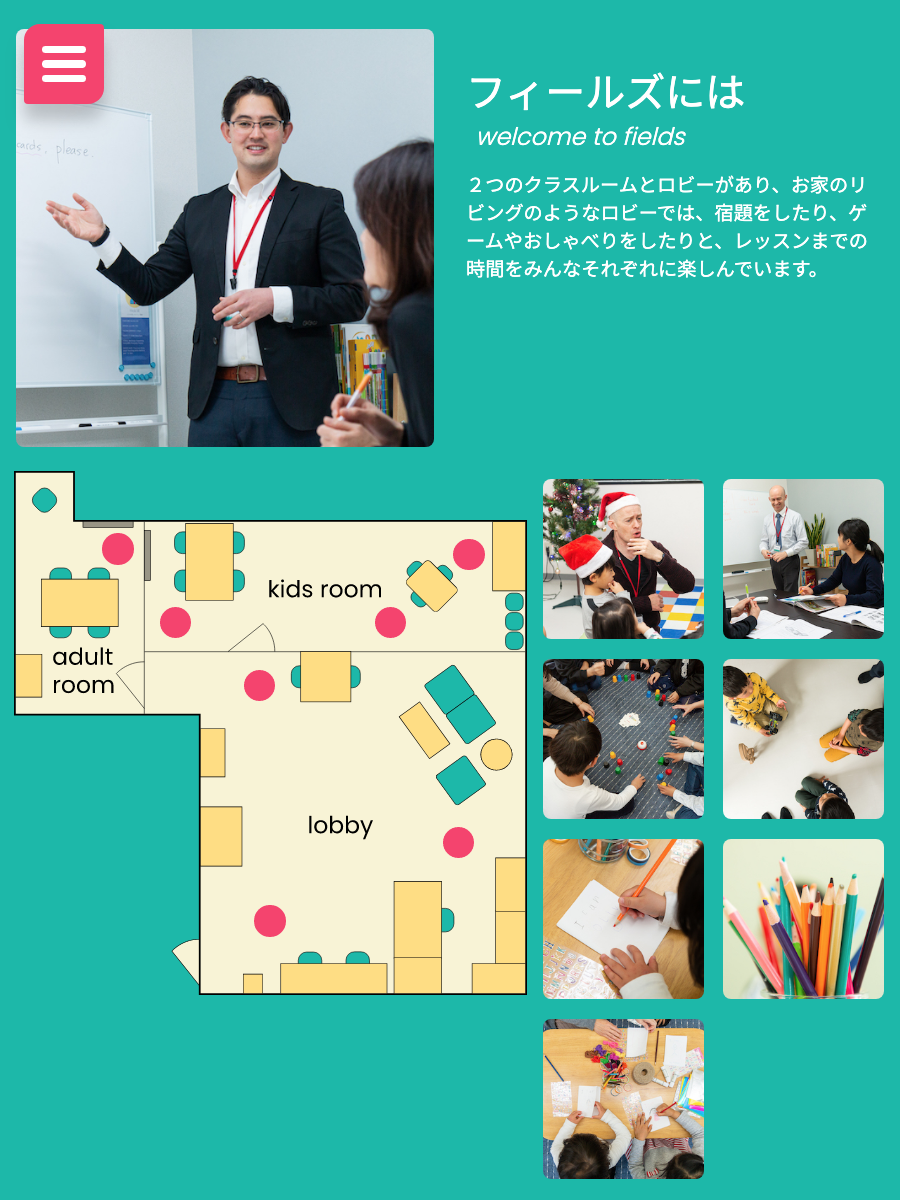 cards, please.
フィールズには
welcome to fields
２つのクラスルームとロビーがあり、お家のリ
ビングのようなロビーでは、宿題をしたり、ゲ
ームやおしゃべりをしたりと、レッスンまでの
時間をみんなそれぞれに楽しんでいます。
kids room
adult
room
lobby